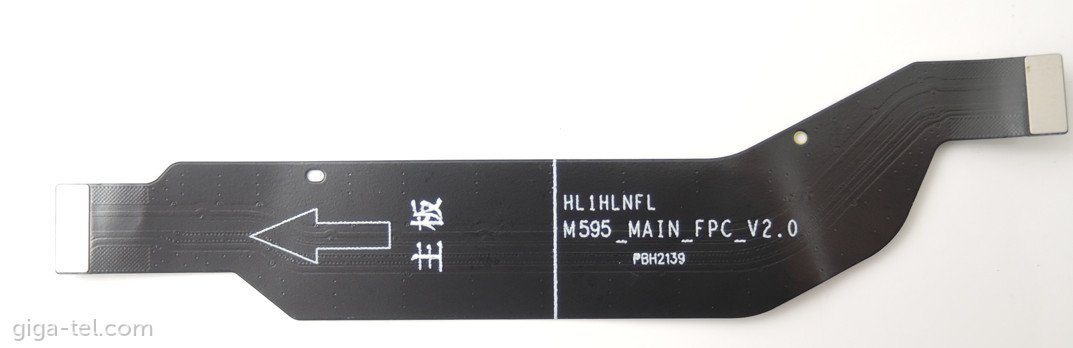 主板
HL1HLNFL
M595_MAIN_FPC_V2.0
PBH2139
giga-tel.com